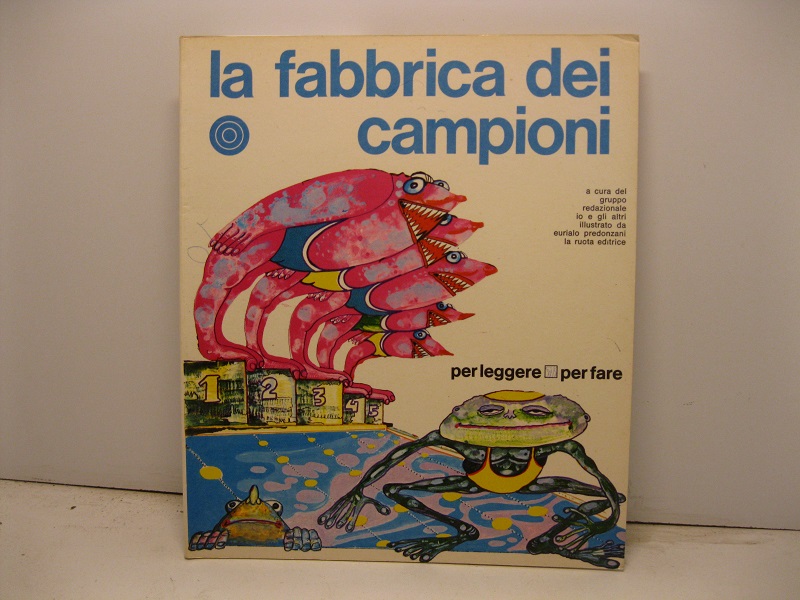 la fabbrica dei
campioni
a cura del
gruppo
redazionale
io e gli altri
illustrato da
eurialo predonzani
la ruota editrice
per leggere per fare
1 2 3 4 5